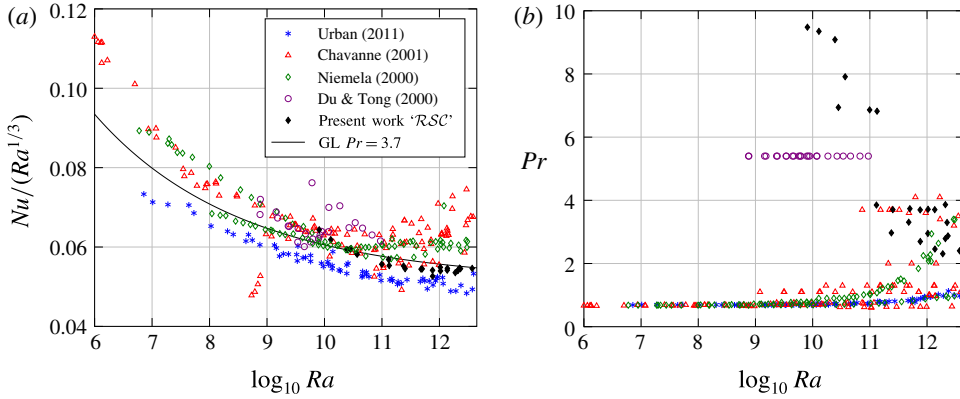 (a)
0.12
0.10
0.08
0.06
0.04
Nu/(Ra^{1/3})
6 7 8 9 10 11 12
log₁₀ Ra
Urban (2011)
Chavanne (2001)
Niemela (2000)
Du & Tong (2000)
Present work ‘RSC’
GL Pr = 3.7
(b)
10
8
6
4
2
0
Pr
6 7 8 9 10 11 12
log₁₀ Ra